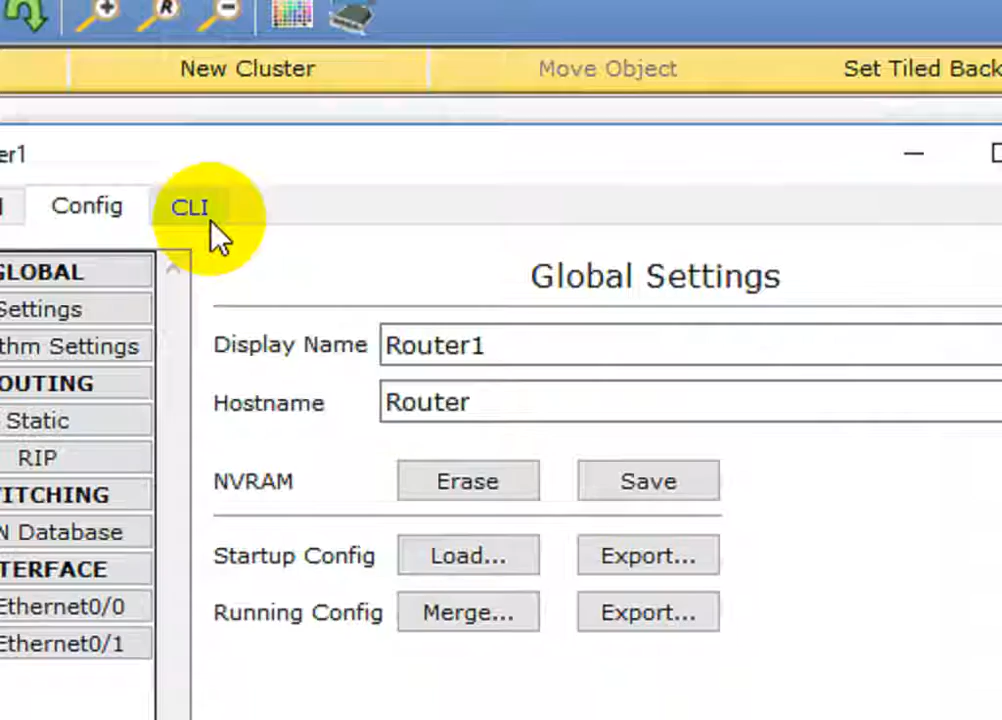 R
New Cluster Move Object Set Tiled Back
er1
Config CLI
GLOBAL
Settings
thm Settings
OUTING
Static
RIP
ITCHING
N Database
TERFACE
Ethernet0/0
Ethernet0/1
Global Settings
Display Name Router1
Hostname Router
NVRAM Erase Save
Startup Config Load... Export...
Running Config Merge... Export...